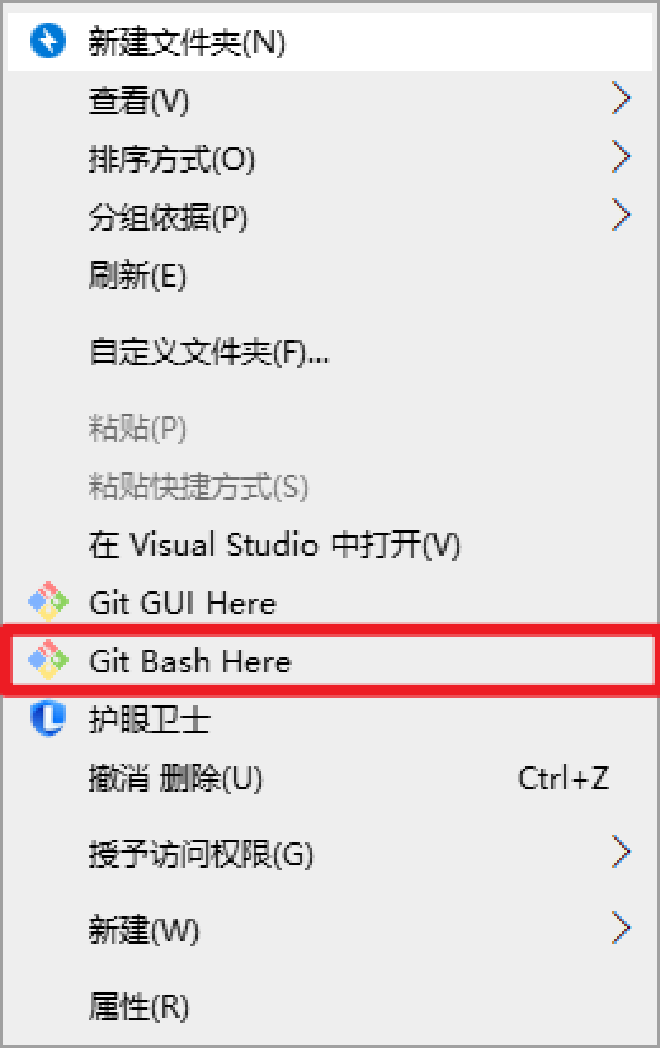 新建文件夹(N)
查看(V)
排序方式(O)
分组依据(P)
刷新(E)
自定义文件夹(F)...
粘贴(P)
粘贴快捷方式(S)
在 Visual Studio 中打开(V)
Git GUI Here
Git Bash Here
护眼卫士
撤消 删除(U) Ctrl+Z
授予访问权限(G)
新建(W)
属性(R)